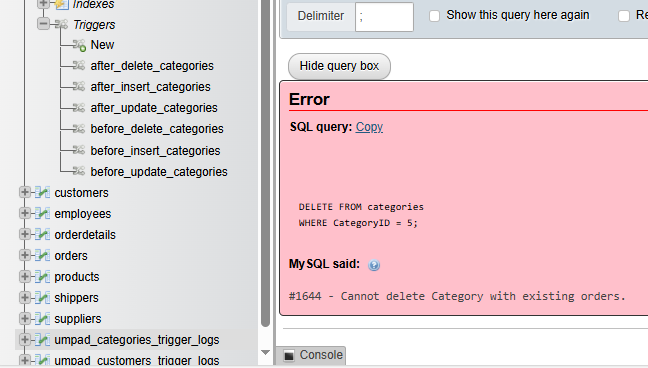 Indexes
Triggers
New
after_delete_categories
after_insert_categories
after_update_categories
before_delete_categories
before_insert_categories
before_update_categories
customers
employees
orderdetails
orders
products
shippers
suppliers
umpad_categories_trigger_logs
umpad_customers_trigger_logs
Delimiter
;
Show this query here again
Re
Hide query box
Error
SQL query: Copy
DELETE FROM categories
WHERE CategoryID = 5;
MySQL said:
#1644 - Cannot delete Category with existing orders.
Console